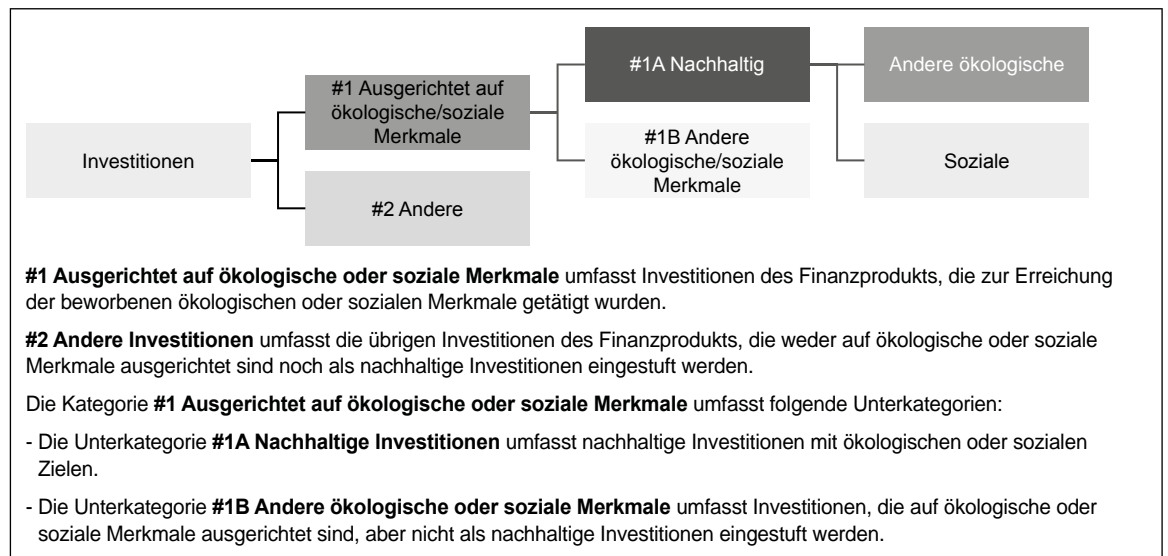 Investitionen
#1 Ausgerichtet auf
ökologische/soziale
Merkmale
#2 Andere
#1A Nachhaltig
#1B Andere
ökologische/soziale
Merkmale
Andere ökologische
Soziale
#1 Ausgerichtet auf ökologische oder soziale Merkmale umfasst Investitionen des Finanzprodukts, die zur Erreichung
der beworbenen ökologischen oder sozialen Merkmale getätigt wurden.
#2 Andere Investitionen umfasst die übrigen Investitionen des Finanzprodukts, die weder auf ökologische oder soziale
Merkmale ausgerichtet sind noch als nachhaltige Investitionen eingestuft werden.
Die Kategorie #1 Ausgerichtet auf ökologische oder soziale Merkmale umfasst folgende Unterkategorien:
- Die Unterkategorie #1A Nachhaltige Investitionen umfasst nachhaltige Investitionen mit ökologischen oder sozialen
Zielen.
- Die Unterkategorie #1B Andere ökologische oder soziale Merkmale umfasst Investitionen, die auf ökologische oder
soziale Merkmale ausgerichtet sind, aber nicht als nachhaltige Investitionen eingestuft werden.